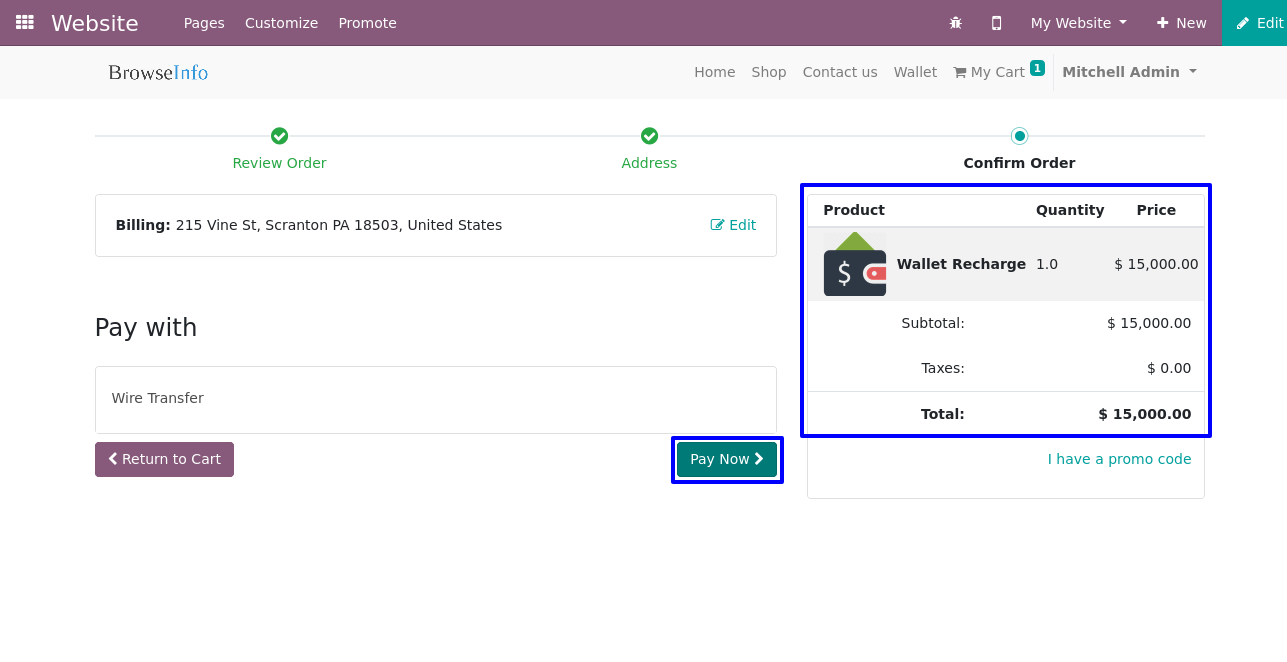 Website Pages Customize Promote My Website New Edit
BrowseInfo Home Shop Contact us Wallet My Cart 1 Mitchell Admin
Review Order Address Confirm Order
Billing: 215 Vine St, Scranton PA 18503, United States Edit
Pay with
Wire Transfer
Return to Cart Pay Now
Product Quantity Price
$ Wallet Recharge 1.0 $ 15,000.00
Subtotal: $ 15,000.00
Taxes: $ 0.00
Total: $ 15,000.00
I have a promo code